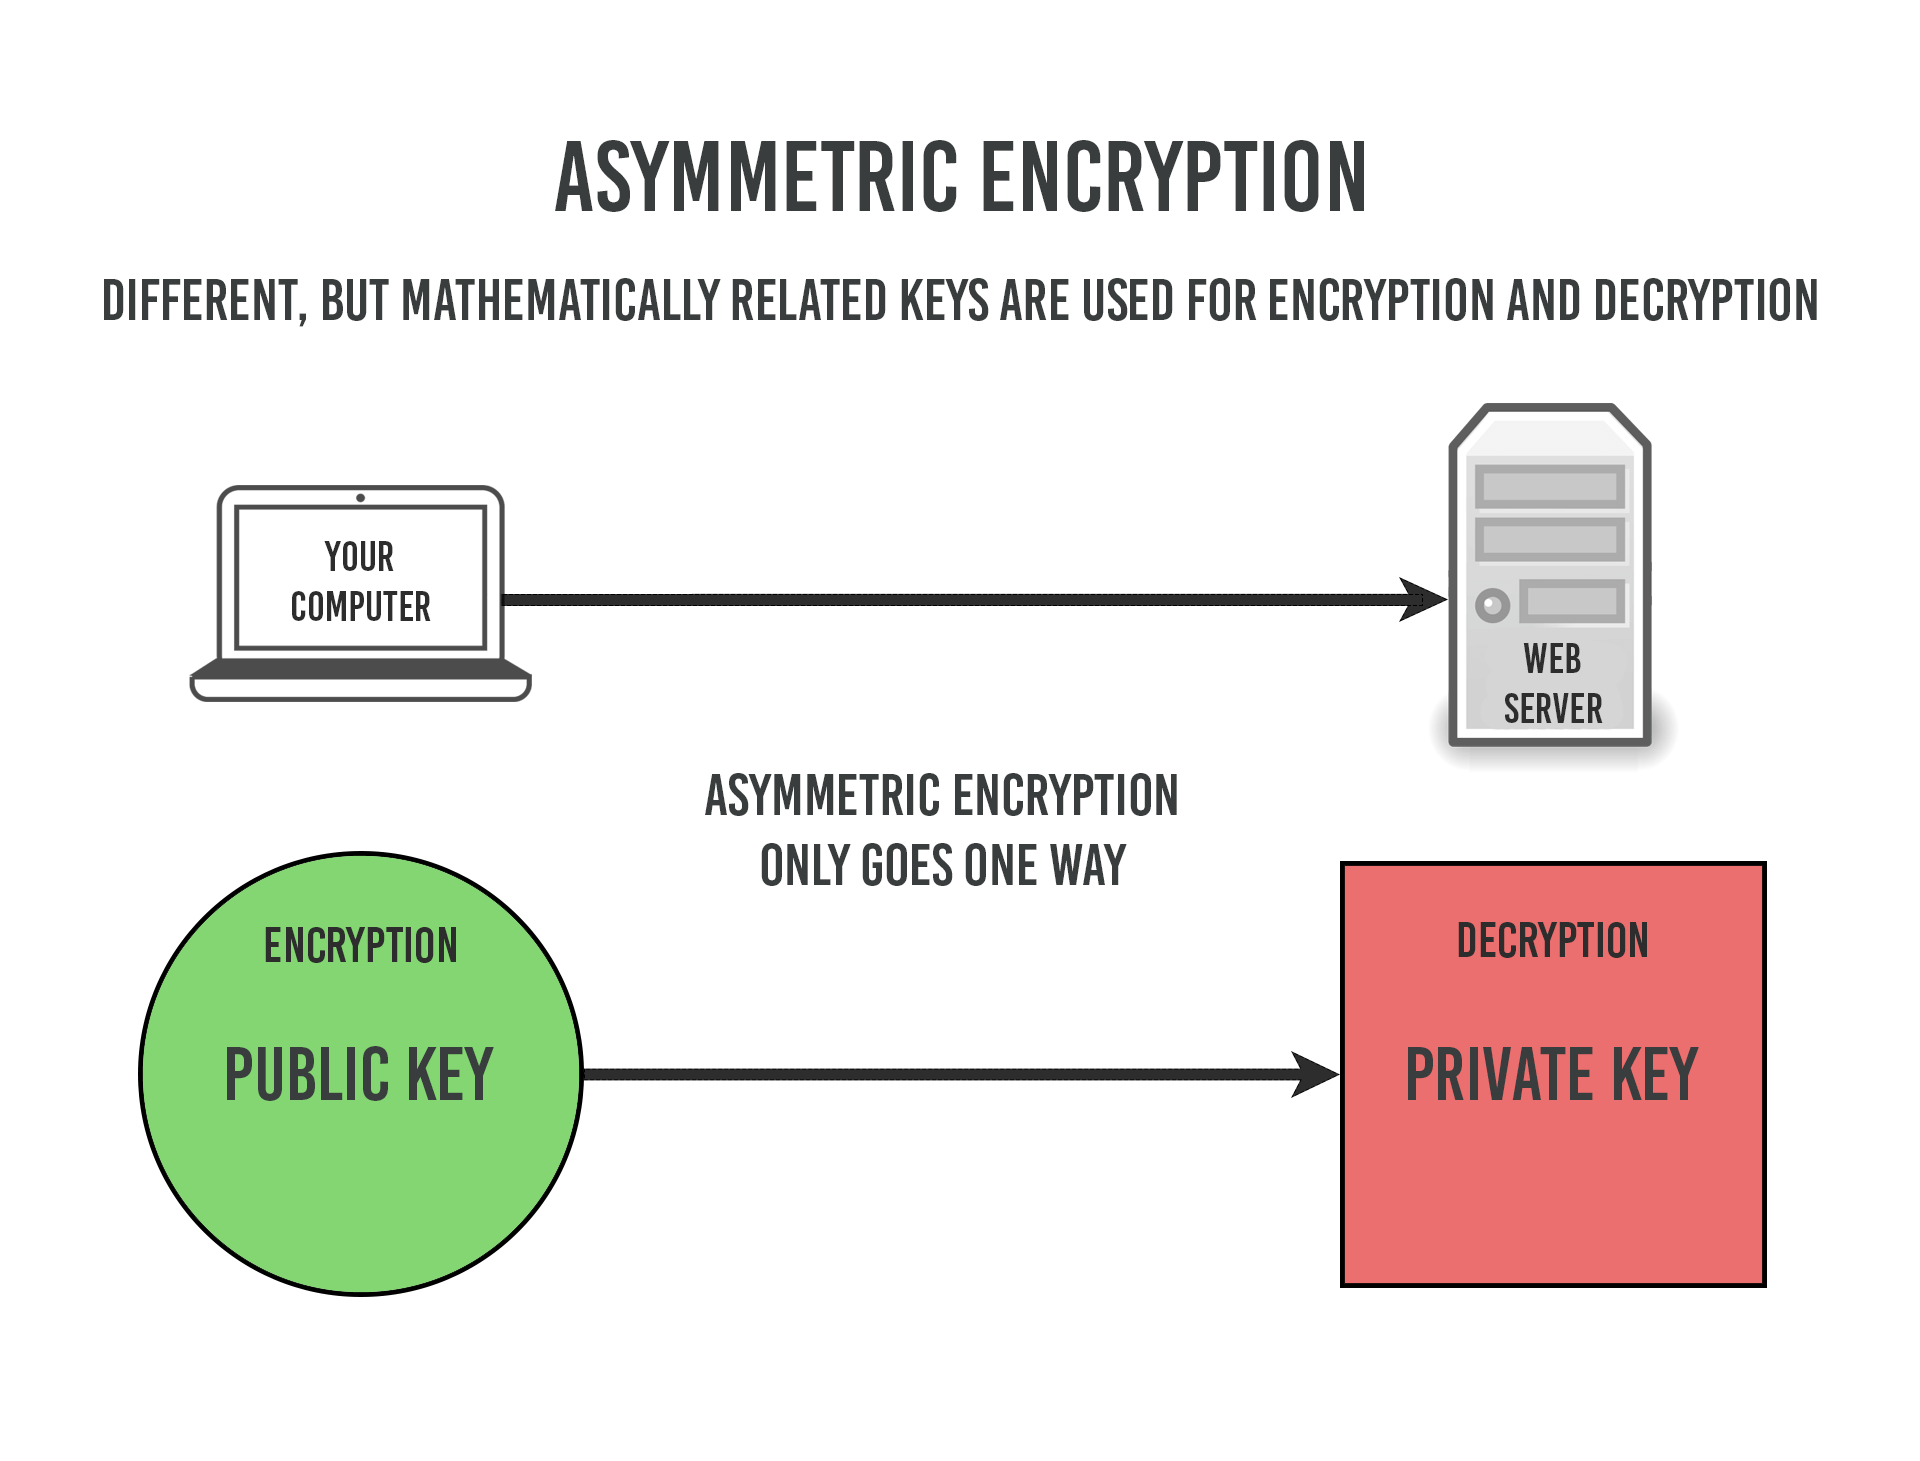 ASYMMETRIC ENCRYPTION
DIFFERENT, BUT MATHEMATICALLY RELATED KEYS ARE USED FOR ENCRYPTION AND DECRYPTION
YOUR
COMPUTER
WEB
SERVER
ASYMMETRIC ENCRYPTION
ONLY GOES ONE WAY
ENCRYPTION
PUBLIC KEY
DECRYPTION
PRIVATE KEY